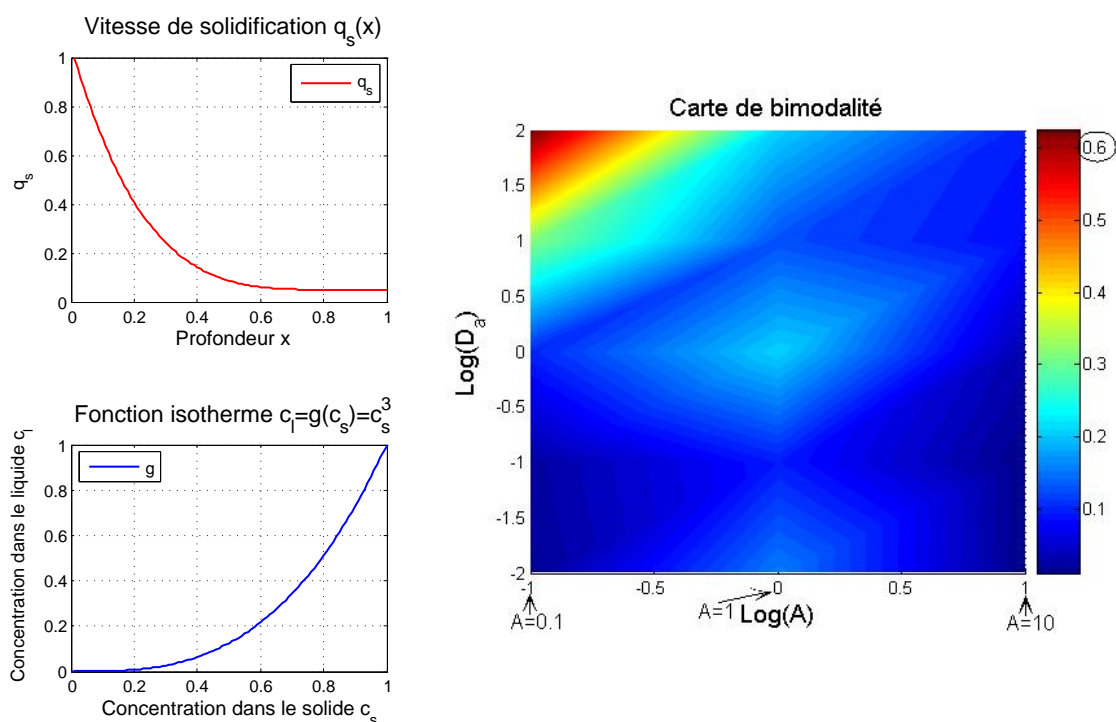 Vitesse de solidification q_s(x)
1
0.8
0.6
0.4
0.2
0
q_s
q_s
0 0.2 0.4 0.6 0.8 1
Profondeur x
Fonction isotherme c_l=g(c_s)=c_s^3
1
0.8
0.6
0.4
0.2
0
Concentration dans le liquide c_l
g
0 0.2 0.4 0.6 0.8 1
Concentration dans le solide c_s
Carte de bimodalité
2
1.5
1
0.5
0
-0.5
-1
-1.5
-2
Log(D_a)
-1 -0.5 0 0.5 1
A=0.1 A=1 Log(A) A=10
0.6
0.5
0.4
0.3
0.2
0.1